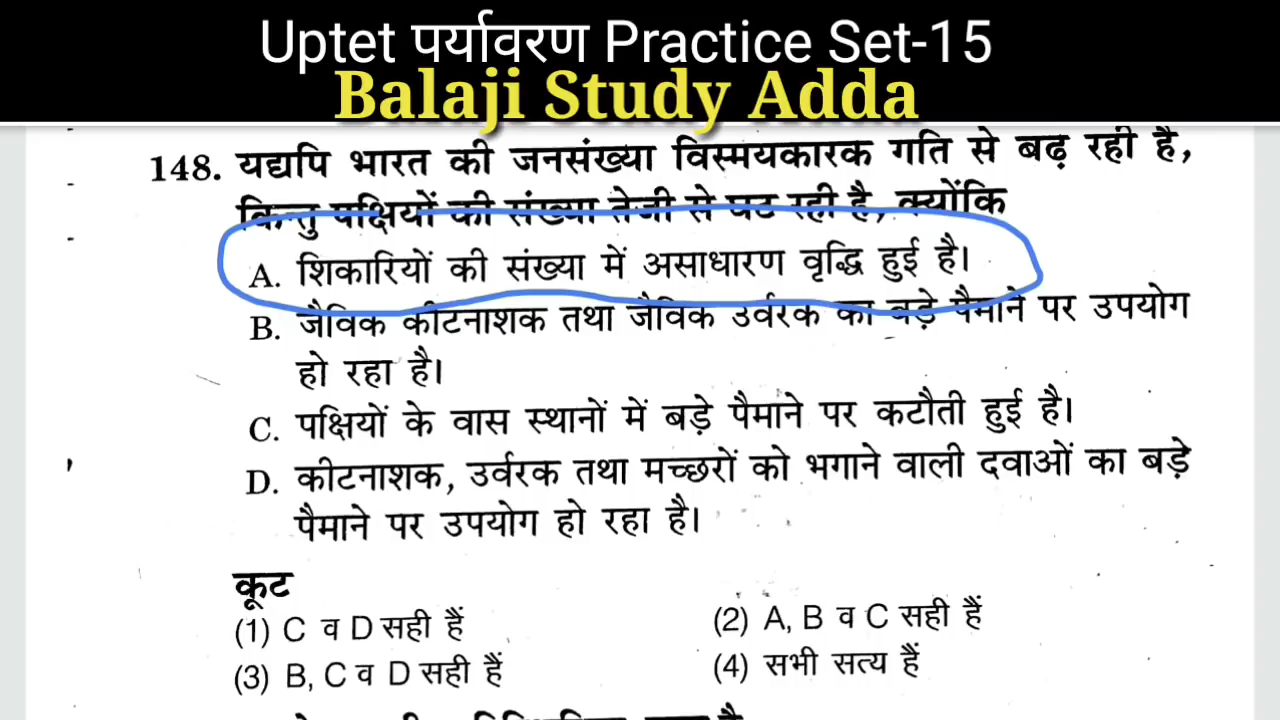 Uptet पर्यावरण Practice Set-15
Balaji Study Adda
148. यद्यपि भारत की जनसंख्या विस्मयकारक गति से बढ़ रही है,
किन्तु पक्षियों की संख्या तेजी से घट रही है, क्योंकि
A. शिकारियों की संख्या में असाधारण वृद्धि हुई है।
B. जैविक कीटनाशक तथा जैविक उर्वरक का बड़े पैमाने पर उपयोग
हो रहा है।
C. पक्षियों के वास स्थानों में बड़े पैमाने पर कटौती हुई है।
D. कीटनाशक, उर्वरक तथा मच्छरों को भगाने वाली दवाओं का बड़े
पैमाने पर उपयोग हो रहा है।
कूट
(1) C व D सही हैं
(2) A, B व C सही हैं
(3) B, C व D सही हैं
(4) सभी सत्य हैं